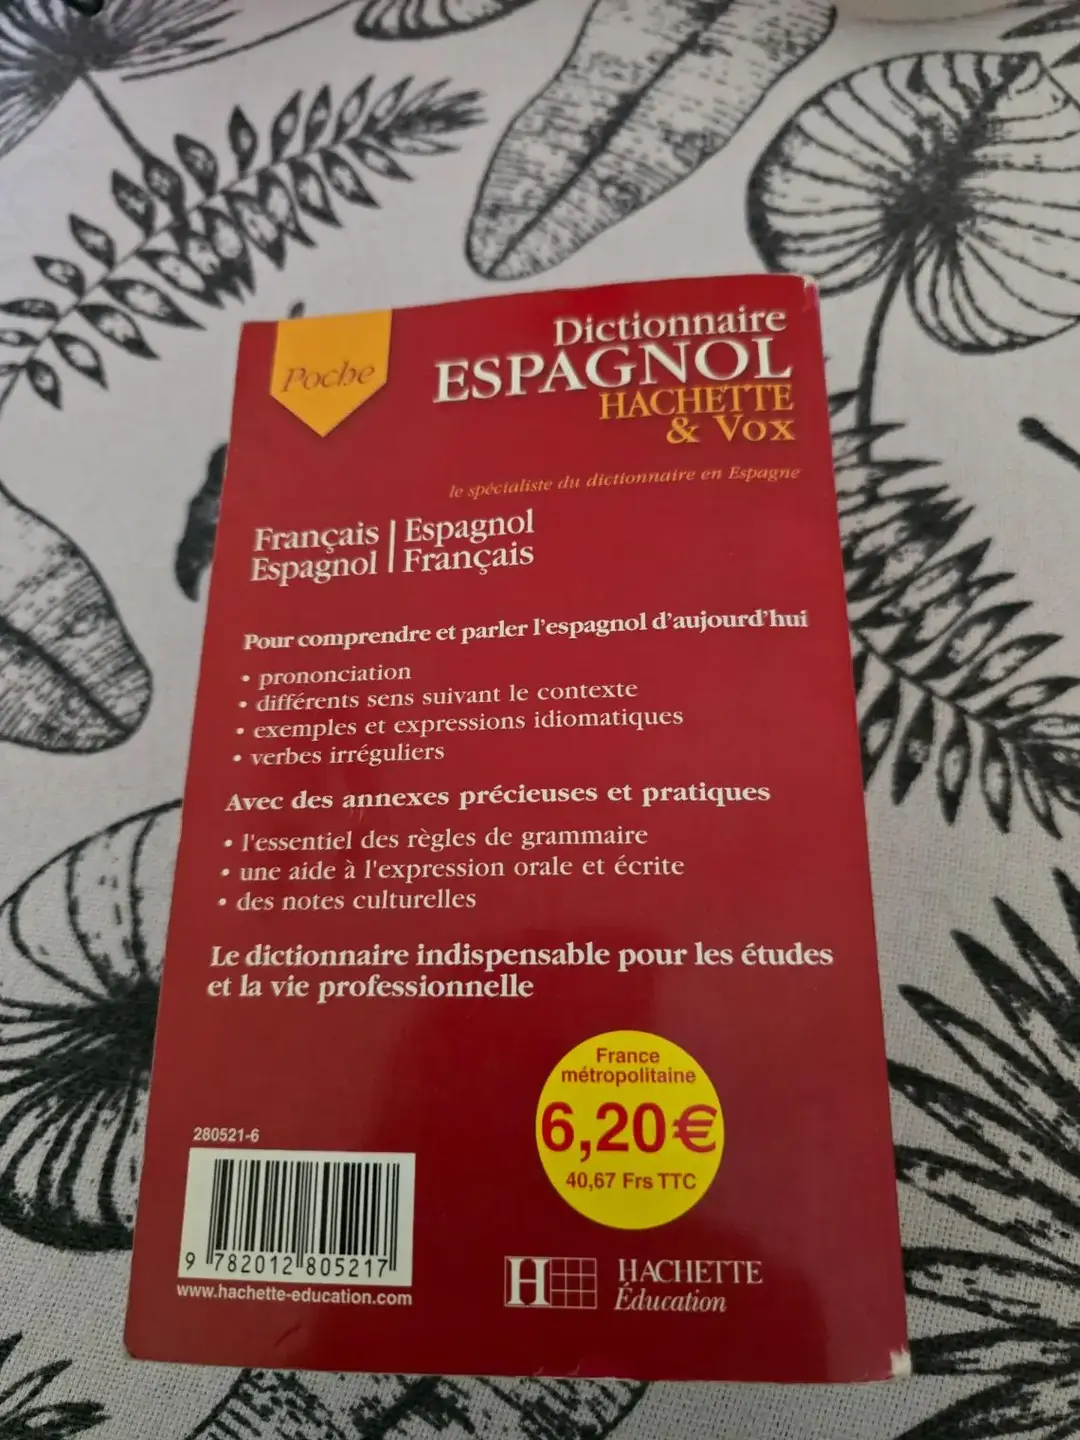 Poche
Dictionnaire
ESPAGNOL
HACHETTE
& VOX
le spécialiste du dictionnaire en Espagne
Français | Espagnol
Espagnol | Français
Pour comprendre et parler l'espagnol d'aujourd'hui
• prononciation
• différents sens suivant le contexte
• exemples et expressions idiomatiques
• verbes irréguliers
Avec des annexes précieuses et pratiques
• l'essentiel des règles de grammaire
• une aide à l'expression orale et écrite
• des notes culturelles
Le dictionnaire indispensable pour les études
et la vie professionnelle
France
métropolitaine
6,20€
40,67 Frs TTC
280521-6
9 782012 805217
www.hachette-education.com
H HACHETTE
Éducation